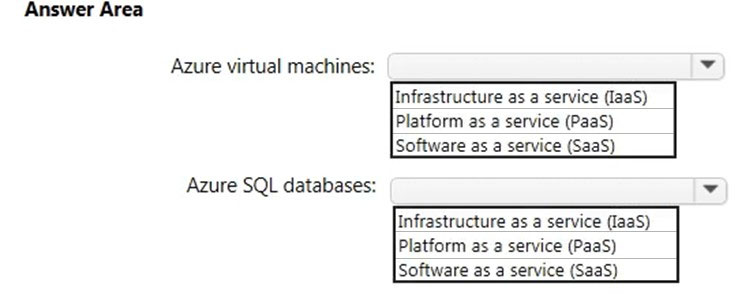 Answer Area
Azure virtual machines:
Infrastructure as a service (IaaS)
Platform as a service (PaaS)
Software as a service (SaaS)
Azure SQL databases:
Infrastructure as a service (IaaS)
Platform as a service (PaaS)
Software as a service (SaaS)